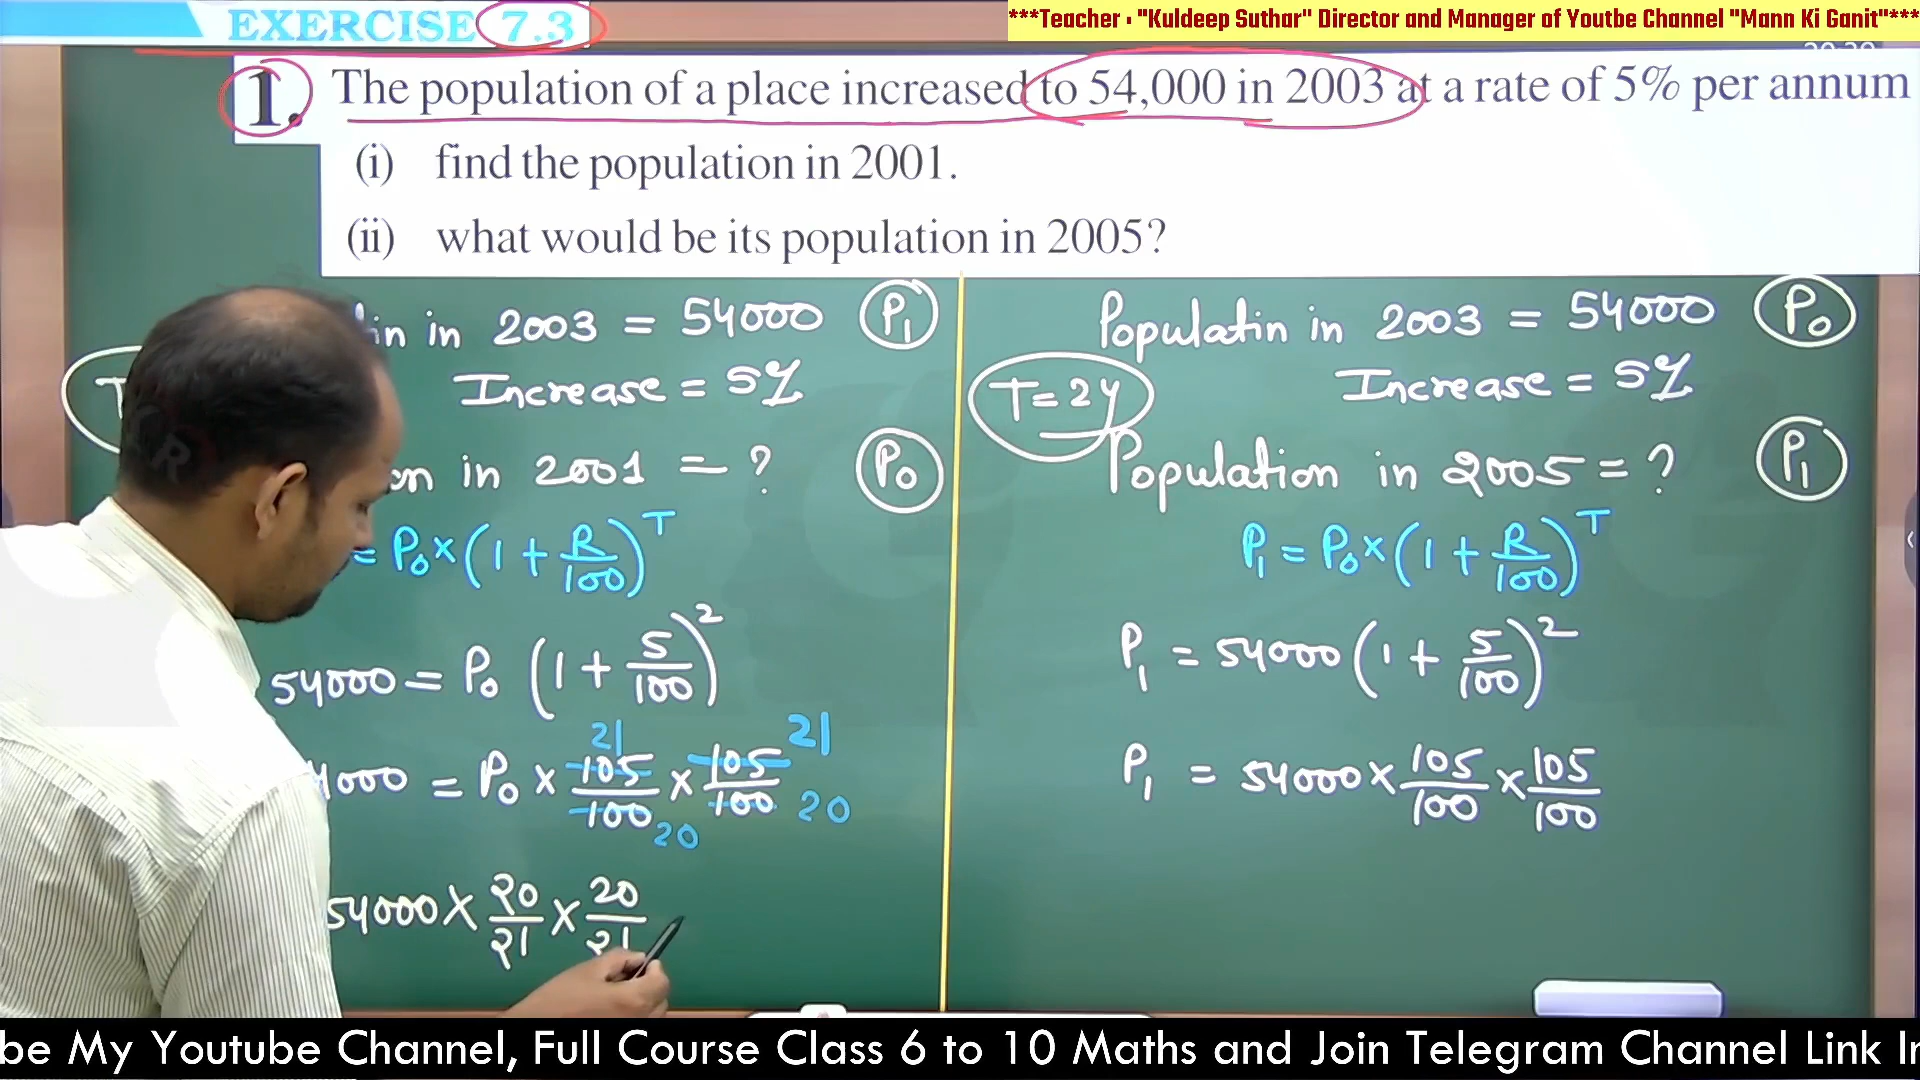 EXERCISE 7.3
***Teacher : "Kuldeep Suthar" Director and Manager of Youtbe Channel "Mann Ki Ganit"***
1. The population of a place increased to 54,000 in 2003 at a rate of 5% per annum
(i) find the population in 2001.
(ii) what would be its population in 2005?
in in 2003 = 54000 P₁
Increase = 5%
on in 2001 = ? P₀
= P₀ × (1 + R/100)^T
54000 = P₀ (1 + 5/100)²
4000 = P₀ × 105/100 × 105/100
21 21
20 20
54000 × 20/21 × 20/21
Populatin in 2003 = 54000 P₀
T = 2y Increase = 5%
Population in 2005 = ? P₁
P₁ = P₀ × (1 + R/100)^T
P₁ = 54000 (1 + 5/100)²
P₁ = 54000 × 105/100 × 105/100
be My Youtube Channel, Full Course Class 6 to 10 Maths and Join Telegram Channel Link